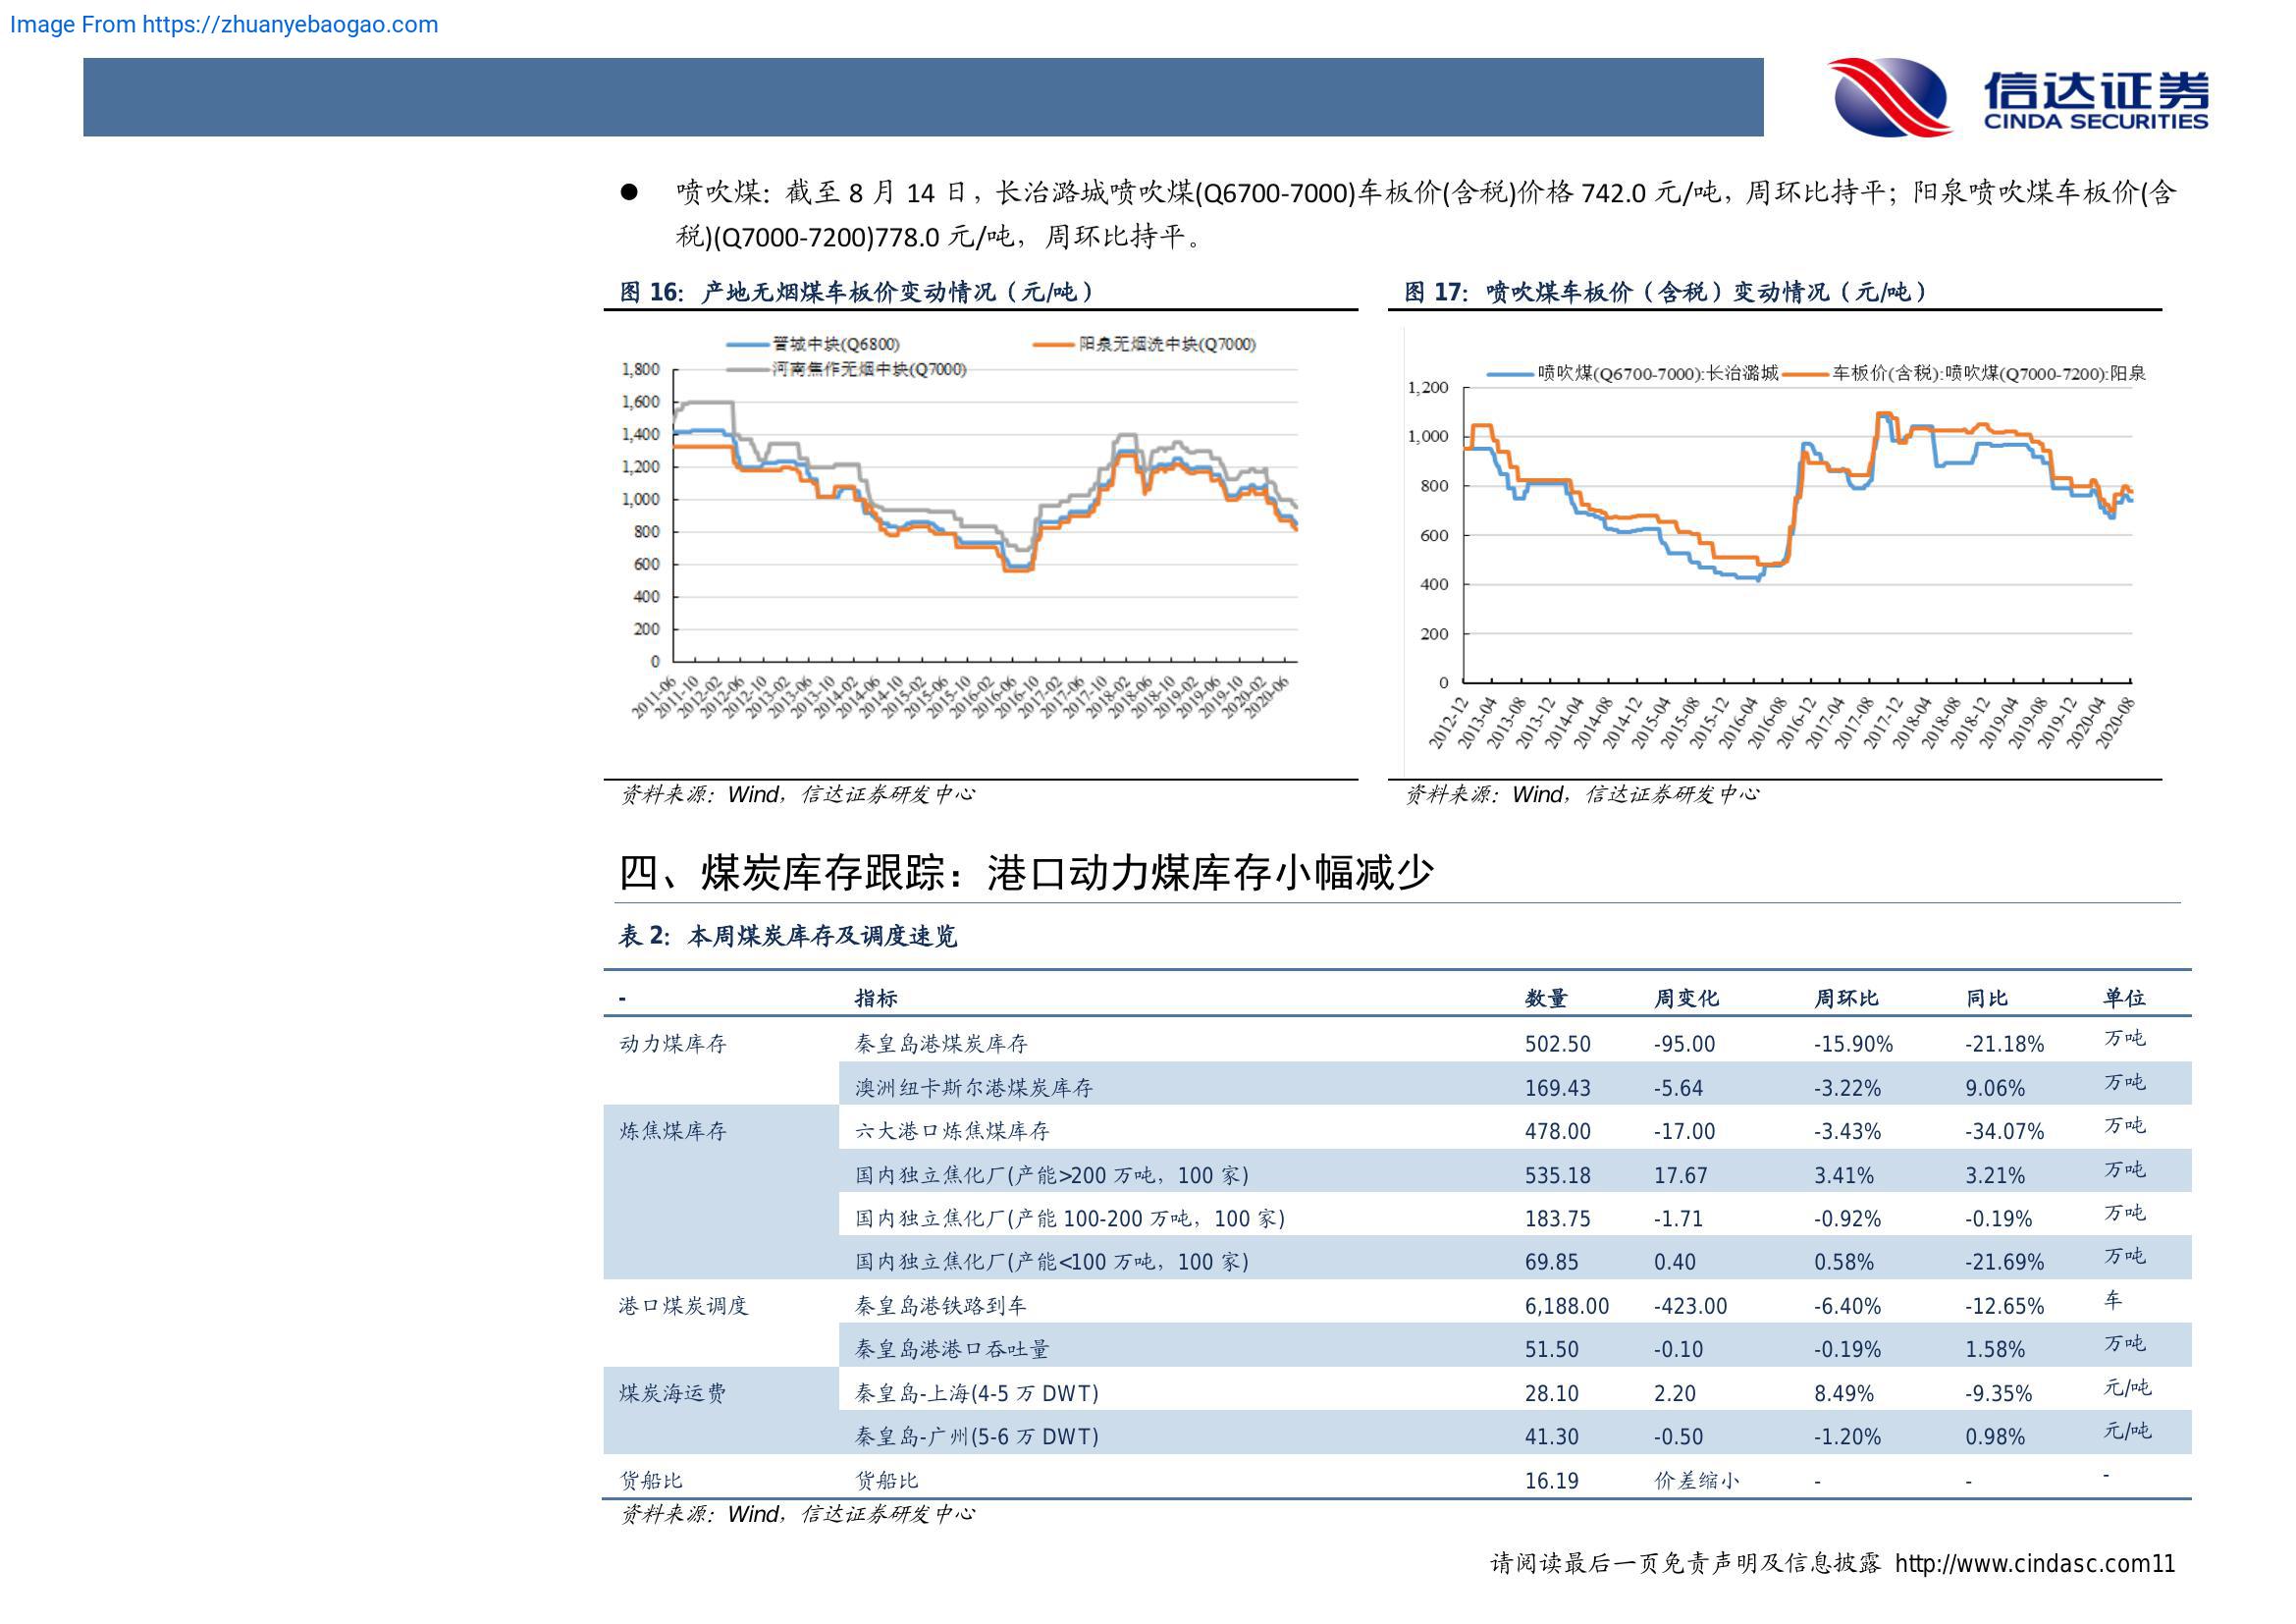 Image From https://zhuanyebaogao.com
信达证券
CINDA SECURITIES
● 喷吹煤：截至 8 月 14 日，长治潞城喷吹煤(Q6700-7000)车板价(含税)价格 742.0 元/吨，周环比持平；阳泉喷吹煤车板价(含
税)(Q7000-7200)778.0 元/吨，周环比持平。
图 16：产地无烟煤车板价变动情况（元/吨）
晋城中块(Q6800) 阳泉无烟洗中块(Q7000)
河南焦作无烟中块(Q7000)
1,800
1,600
1,400
1,200
1,000
800
600
400
200
0
2011-06 2011-10 2012-02 2012-06 2012-10 2013-02 2013-06 2013-10 2014-02 2014-06 2014-10 2015-02 2015-06 2015-10 2016-02 2016-06 2016-10 2017-02 2017-06 2017-10 2018-02 2018-06 2018-10 2019-02 2019-06 2019-10 2020-02 2020-06
资料来源：Wind，信达证券研发中心
图 17：喷吹煤车板价（含税）变动情况（元/吨）
喷吹煤(Q6700-7000):长治潞城 车板价(含税):喷吹煤(Q7000-7200):阳泉
1,200
1,000
800
600
400
200
0
2012-12 2013-04 2013-08 2013-12 2014-04 2014-08 2014-12 2015-04 2015-08 2015-12 2016-04 2016-08 2016-12 2017-04 2017-08 2017-12 2018-04 2018-08 2018-12 2019-04 2019-08 2019-12 2020-04 2020-08
资料来源：Wind，信达证券研发中心
四、煤炭库存跟踪：港口动力煤库存小幅减少
表 2：本周煤炭库存及调度速览
- 指标 数量 周变化 周环比 同比 单位
动力煤库存 秦皇岛港煤炭库存 502.50 -95.00 -15.90% -21.18% 万吨
澳洲纽卡斯尔港煤炭库存 169.43 -5.64 -3.22% 9.06% 万吨
炼焦煤库存 六大港口炼焦煤库存 478.00 -17.00 -3.43% -34.07% 万吨
国内独立焦化厂(产能>200 万吨，100 家) 535.18 17.67 3.41% 3.21% 万吨
国内独立焦化厂(产能 100-200 万吨，100 家) 183.75 -1.71 -0.92% -0.19% 万吨
国内独立焦化厂(产能<100 万吨，100 家) 69.85 0.40 0.58% -21.69% 万吨
港口煤炭调度 秦皇岛港铁路到车 6,188.00 -423.00 -6.40% -12.65% 车
秦皇岛港港口吞吐量 51.50 -0.10 -0.19% 1.58% 万吨
煤炭海运费 秦皇岛-上海(4-5 万 DWT) 28.10 2.20 8.49% -9.35% 元/吨
秦皇岛-广州(5-6 万 DWT) 41.30 -0.50 -1.20% 0.98% 元/吨
货船比 货船比 16.19 价差缩小 - - -
资料来源：Wind，信达证券研发中心
请阅读最后一页免责声明及信息披露 http://www.cindasc.com11